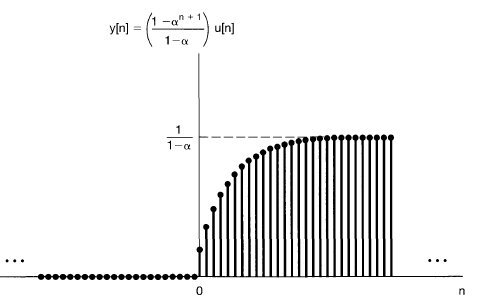 y[n] = ( (1 − α^{n + 1}) / (1 − α) ) u[n]
1 / (1 − α)
... ...
0 n